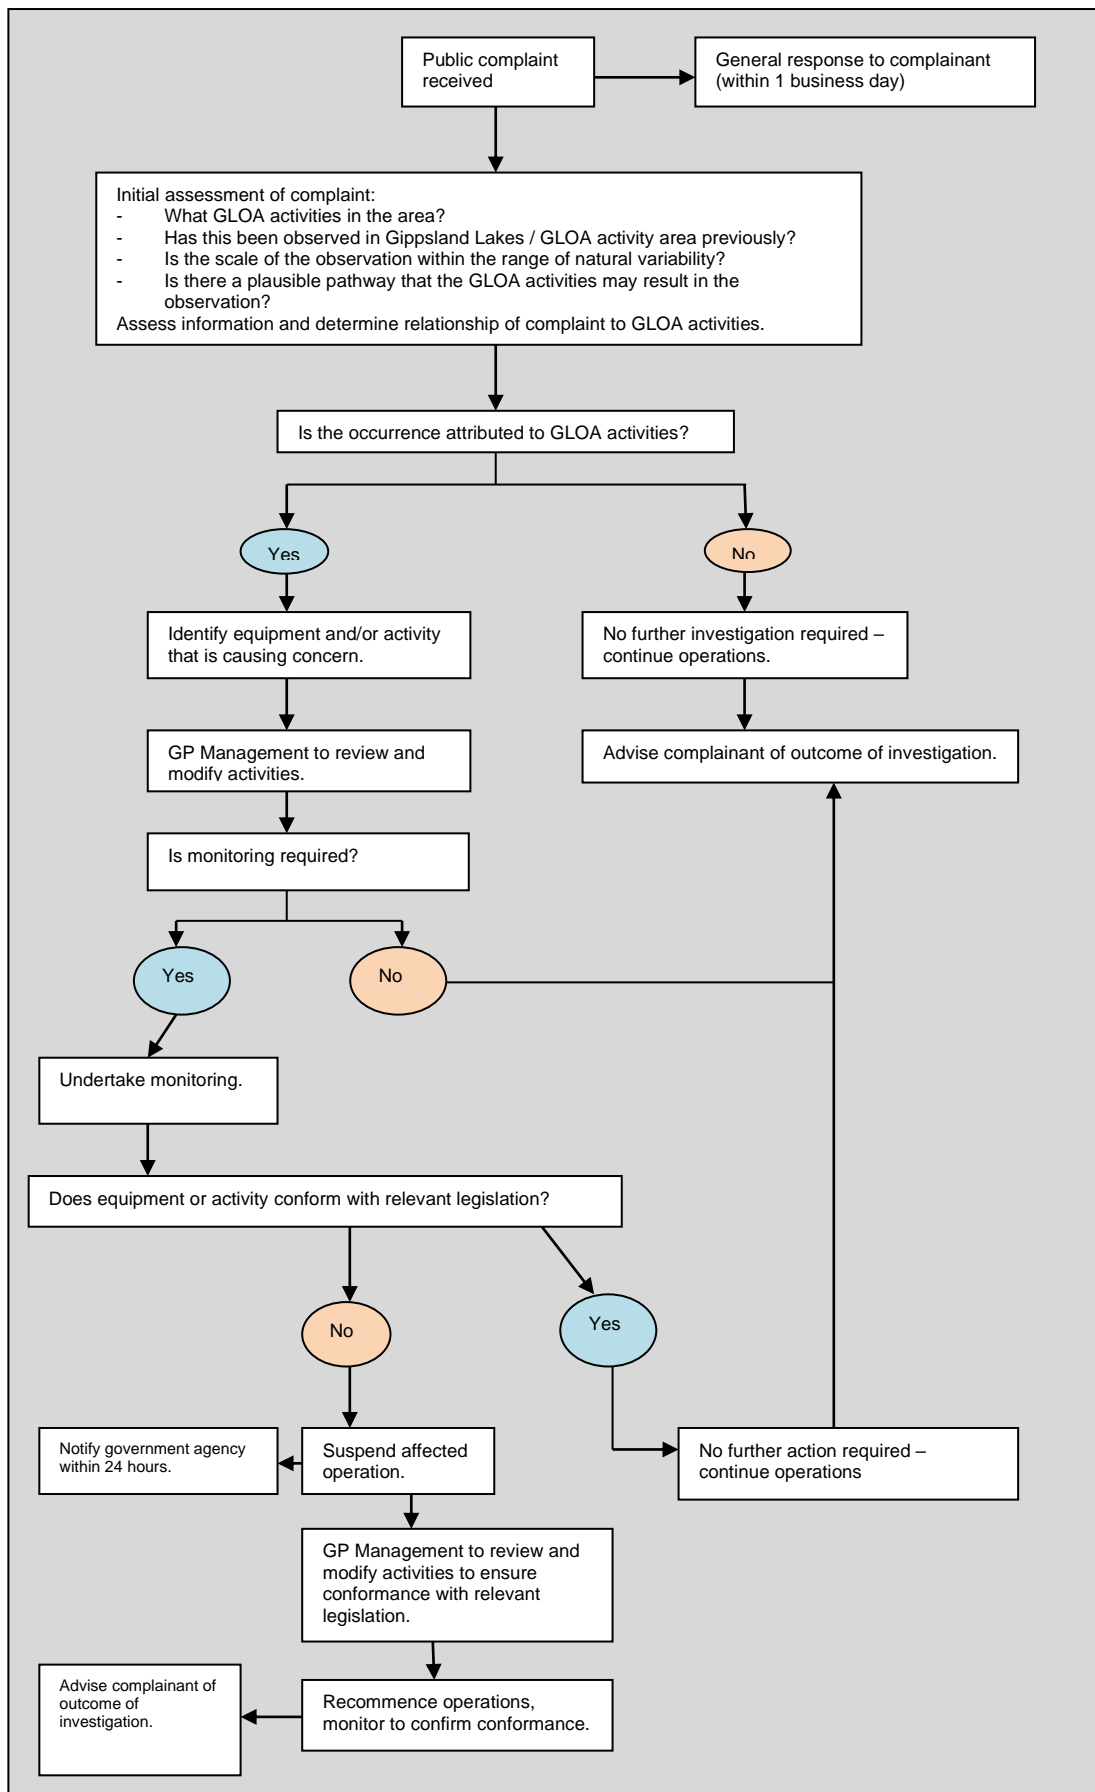 Public complaint
received
General response to complainant
(within 1 business day)
Initial assessment of complaint:
- What GLOA activities in the area?
- Has this been observed in Gippsland Lakes / GLOA activity area previously?
- Is the scale of the observation within the range of natural variability?
- Is there a plausible pathway that the GLOA activities may result in the
observation?
Assess information and determine relationship of complaint to GLOA activities.
Is the occurrence attributed to GLOA activities?
Yes
No
Identify equipment and/or activity
that is causing concern.
No further investigation required –
continue operations.
GP Management to review and
modify activities.
Advise complainant of outcome of investigation.
Is monitoring required?
Yes
No
Undertake monitoring.
Does equipment or activity conform with relevant legislation?
No
Yes
Notify government agency
within 24 hours.
Suspend affected
operation.
No further action required –
continue operations
GP Management to review and
modify activities to ensure
conformance with relevant
legislation.
Advise complainant of
outcome of
investigation.
Recommence operations,
monitor to confirm conformance.